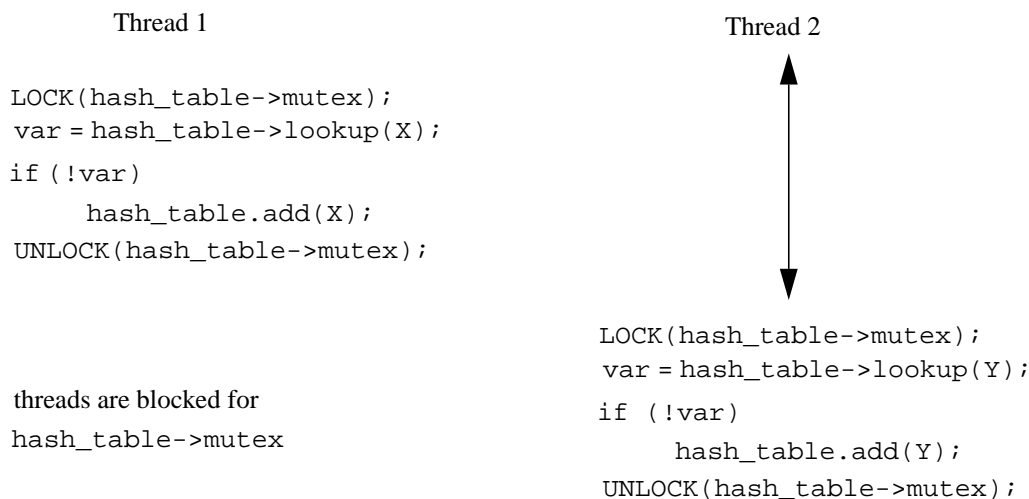 Thread 1
LOCK(hash_table->mutex);
var = hash_table->lookup(X);
if (!var)
hash_table.add(X);
UNLOCK(hash_table->mutex);
threads are blocked for
hash_table->mutex
Thread 2
LOCK(hash_table->mutex);
var = hash_table->lookup(Y);
if (!var)
hash_table.add(Y);
UNLOCK(hash_table->mutex);